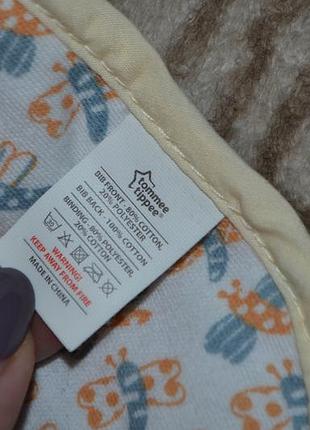 tommee
tippee
BIB FRONT - 80% COTTON,
20% POLYESTER
BIB BACK - 100% COTTON
BINDING - 80% POLYESTER,
20% COTTON
WARNING!
KEEP AWAY FROM FIRE
MADE IN CHINA